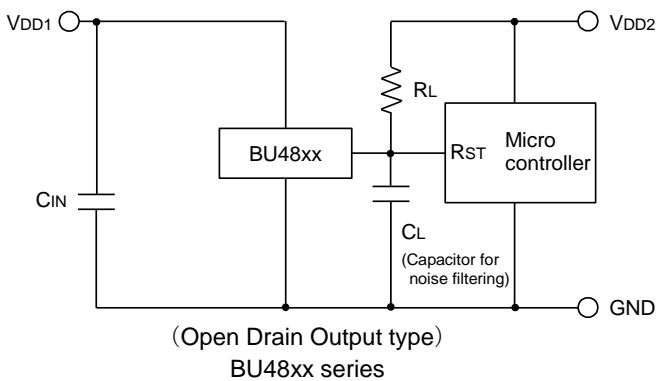 VDD1
VDD2
RL
BU48xx
RST
Micro
controller
CIN
CL
(Capacitor for
noise filtering)
GND
（Open Drain Output type）
BU48xx series